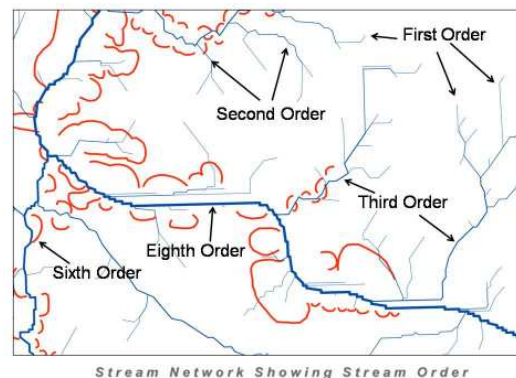 First Order
Second Order
Third Order
Eighth Order
Sixth Order
Stream Network Showing Stream Order